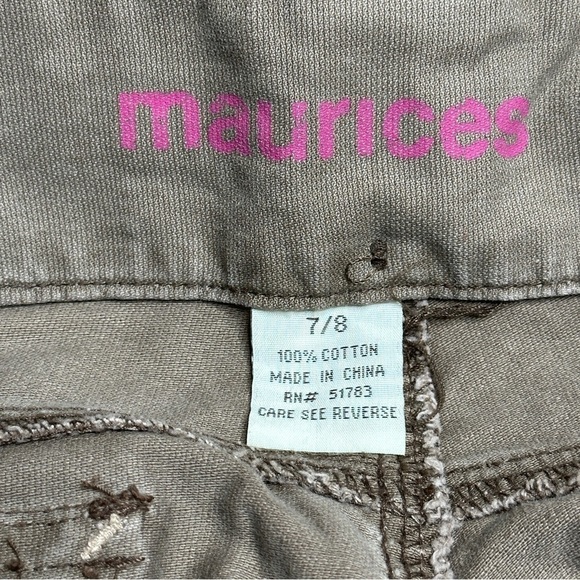 maurices
7/8
100% COTTON
MADE IN CHINA
RN# 51783
CARE SEE REVERSE